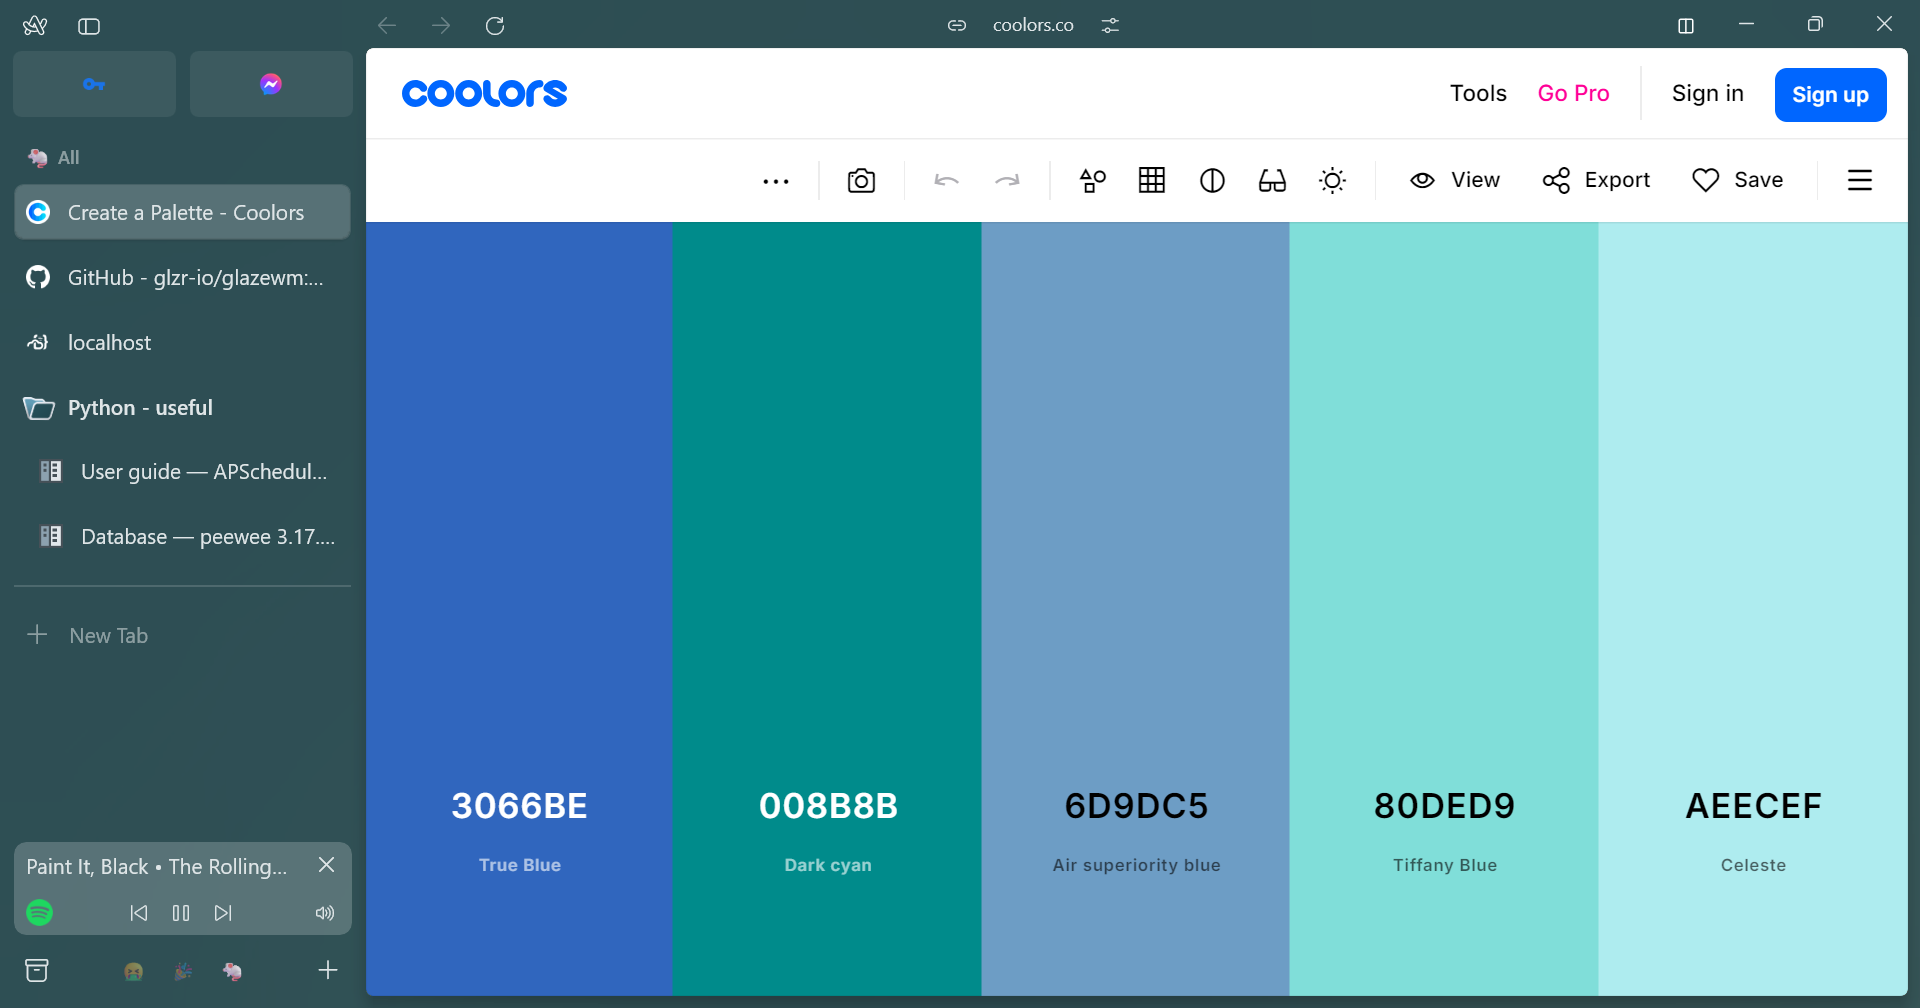 coolors.co
All
Create a Palette - Coolors
GitHub - glzr-io/glazewm:...
localhost
Python - useful
User guide — APSchedul...
Database — peewee 3.17....
New Tab
Paint It, Black • The Rolling...
coolors
Tools Go Pro Sign in Sign up
View Export Save
3066BE
True Blue
008B8B
Dark cyan
6D9DC5
Air superiority blue
80DED9
Tiffany Blue
AEECEF
Celeste